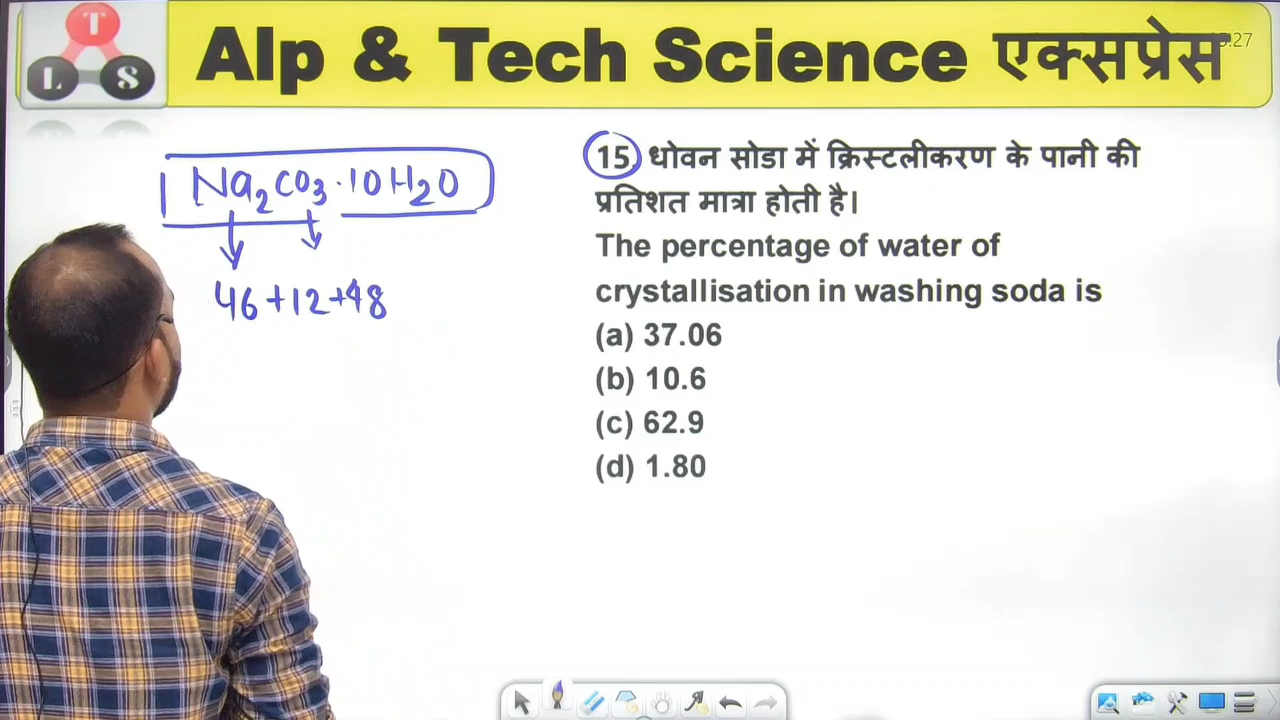 T
L S
Alp & Tech Science एक्सप्रेस
Na₂CO₃·10H₂O
46+12+48
15. धोवन सोडा में क्रिस्टलीकरण के पानी की
प्रतिशत मात्रा होती है।
The percentage of water of
crystallisation in washing soda is
(a) 37.06
(b) 10.6
(c) 62.9
(d) 1.80